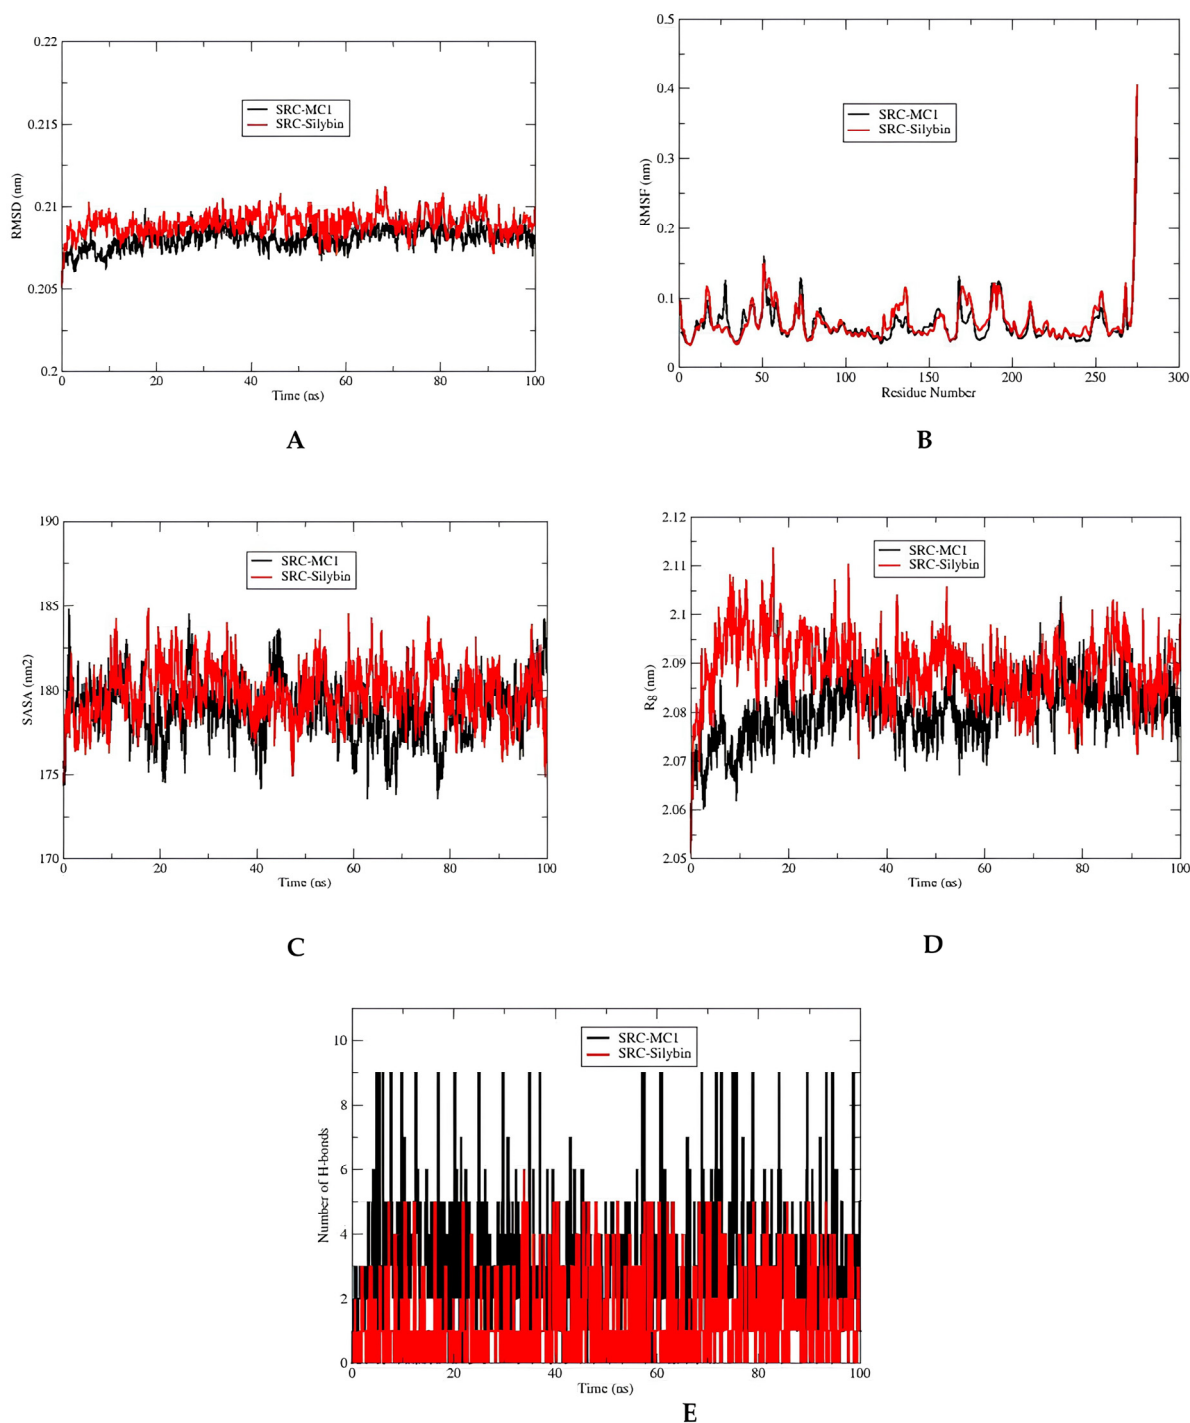 0.22
0.215
0.21
0.205
0.2
RMSD (nm)
SRC-MC1
SRC-Silybin
0 20 40 60 80 100
Time (ns)
A
0.5
0.4
0.3
0.2
0.1
0
RMSF (nm)
SRC-MC1
SRC-Silybin
0 50 100 150 200 250 300
Residue Number
B
190
185
180
175
170
SASA (nm2)
SRC-MC1
SRC-Silybin
0 20 40 60 80 100
Time (ns)
C
2.12
2.11
2.1
2.09
2.08
2.07
2.06
2.05
Rg (nm)
SRC-MC1
SRC-Silybin
0 20 40 60 80 100
Time (ns)
D
10
8
6
4
2
0
Number of H-bonds
SRC-MC1
SRC-Silybin
0 20 40 60 80 100
Time (ns)
E